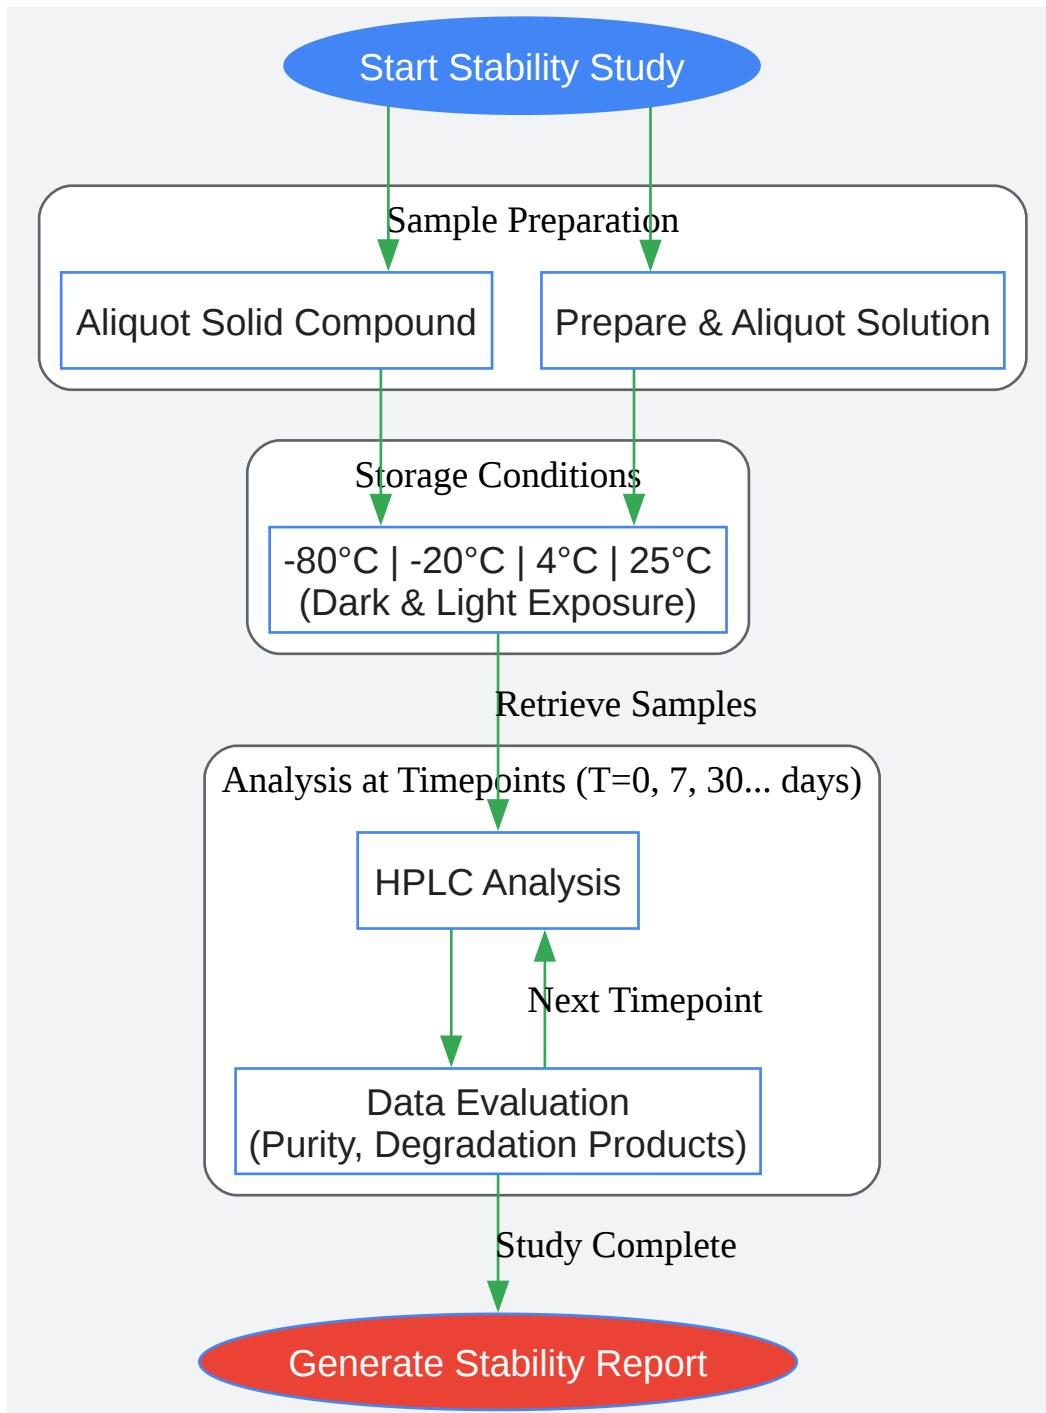 Start Stability Study
Sample Preparation
Aliquot Solid Compound
Prepare & Aliquot Solution
Storage Conditions
-80°C | -20°C | 4°C | 25°C
(Dark & Light Exposure)
Retrieve Samples
Analysis at Timepoints (T=0, 7, 30... days)
HPLC Analysis
Next Timepoint
Data Evaluation
(Purity, Degradation Products)
Study Complete
Generate Stability Report